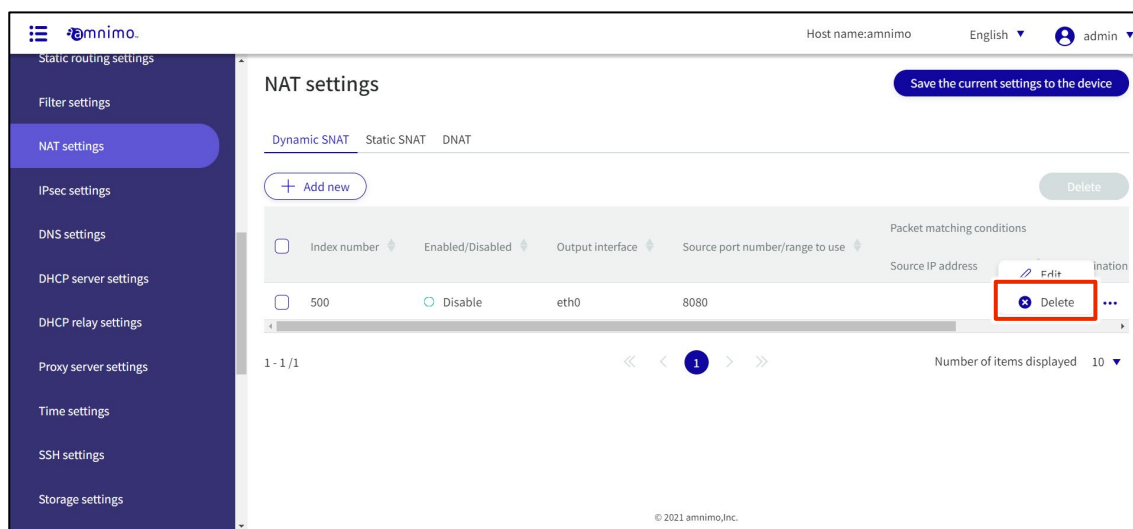 amnimo
Host name:amnimo
English
admin
Static routing settings
Filter settings
NAT settings
IPsec settings
DNS settings
DHCP server settings
DHCP relay settings
Proxy server settings
Time settings
SSH settings
Storage settings
NAT settings
Save the current settings to the device
Dynamic SNAT Static SNAT DNAT
+ Add new
Delete
Packet matching conditions
Index number Enabled/Disabled Output interface Source port number/range to use
Source IP address ination
Edit
500 Disable eth0 8080
Delete ...
1 - 1 /1
1
Number of items displayed 10
© 2021 amnimo,Inc.